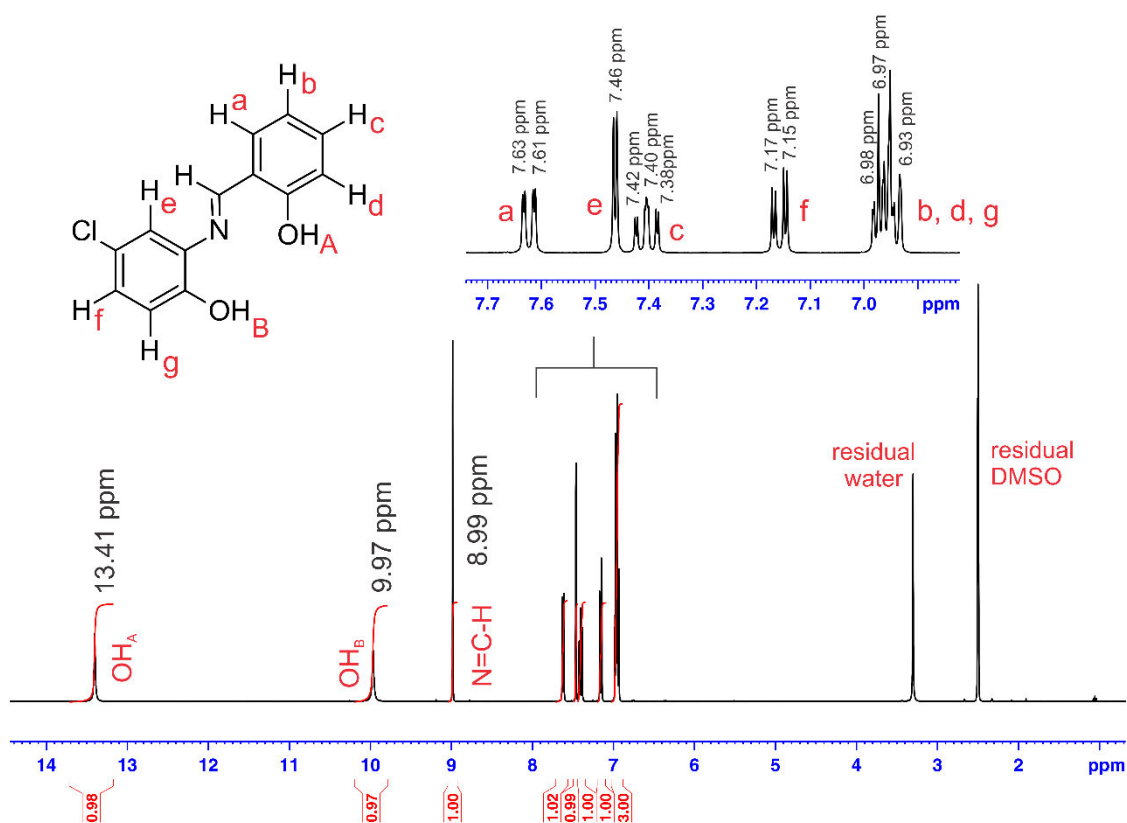 H
H b
a
H c
H
H
e
H d
Cl
N
OH A
H f
OH B
H g
7.63 ppm
7.61 ppm
7.46 ppm
7.42 ppm
7.40 ppm
7.38ppm
7.17 ppm
7.15 ppm
6.98 ppm
6.97 ppm
6.93 ppm
a
e
c
f
b, d, g
7.7 7.6 7.5 7.4 7.3 7.2 7.1 7.0 ppm
13.41 ppm
OHA
9.97 ppm
OHB
8.99 ppm
N=C-H
residual
water
residual
DMSO
14 13 12 11 10 9 8 7 6 5 4 3 2 ppm
0.98
0.97
1.00
1.02
0.99
1.00
1.00
3.00